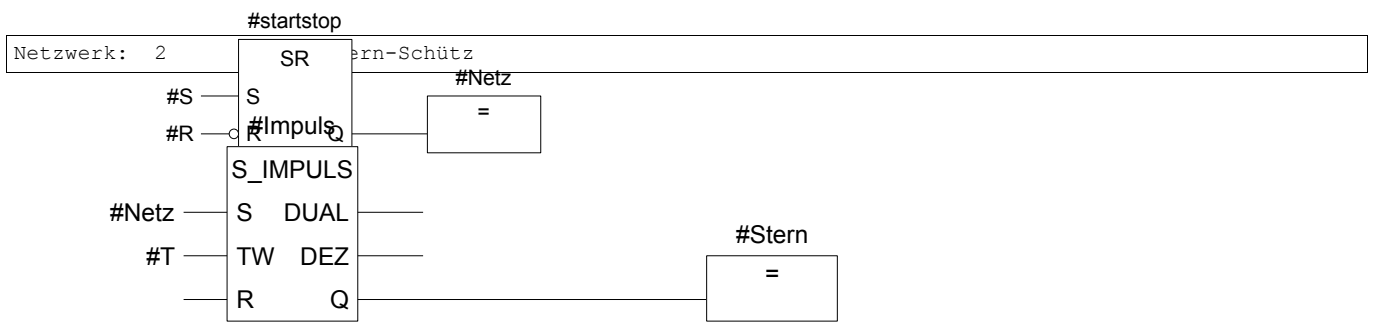 #startstop
Netzwerk: 2 ern-Schütz
SR
#Netz
#S S
=
#R R Q
#Impuls
S_IMPULS
#Netz S DUAL
#Stern
#T TW DEZ
=
R Q